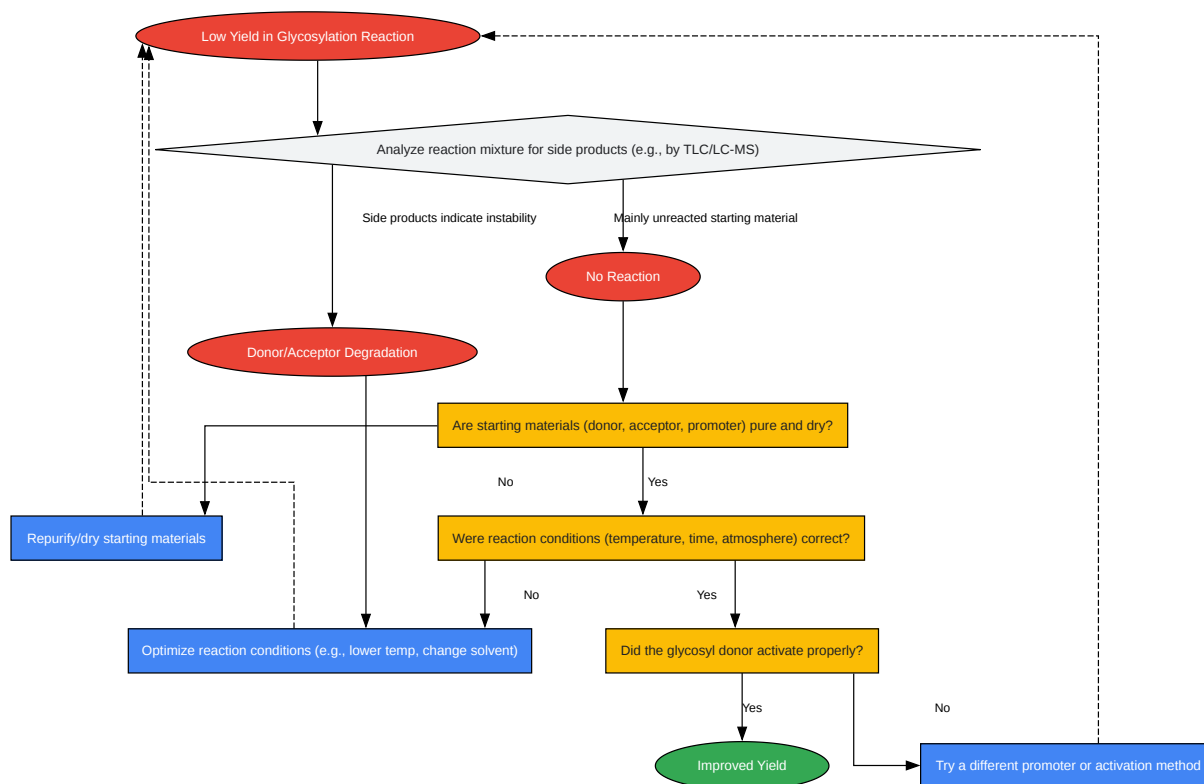 Low Yield in Glycosylation Reaction
Analyze reaction mixture for side products (e.g., by TLC/LC-MS)
Side products indicate instability
Mainly unreacted starting material
No Reaction
Donor/Acceptor Degradation
Are starting materials (donor, acceptor, promoter) pure and dry?
No
Yes
Repurify/dry starting materials
Were reaction conditions (temperature, time, atmosphere) correct?
No
Yes
Optimize reaction conditions (e.g., lower temp, change solvent)
Did the glycosyl donor activate properly?
Yes
No
Improved Yield
Try a different promoter or activation method